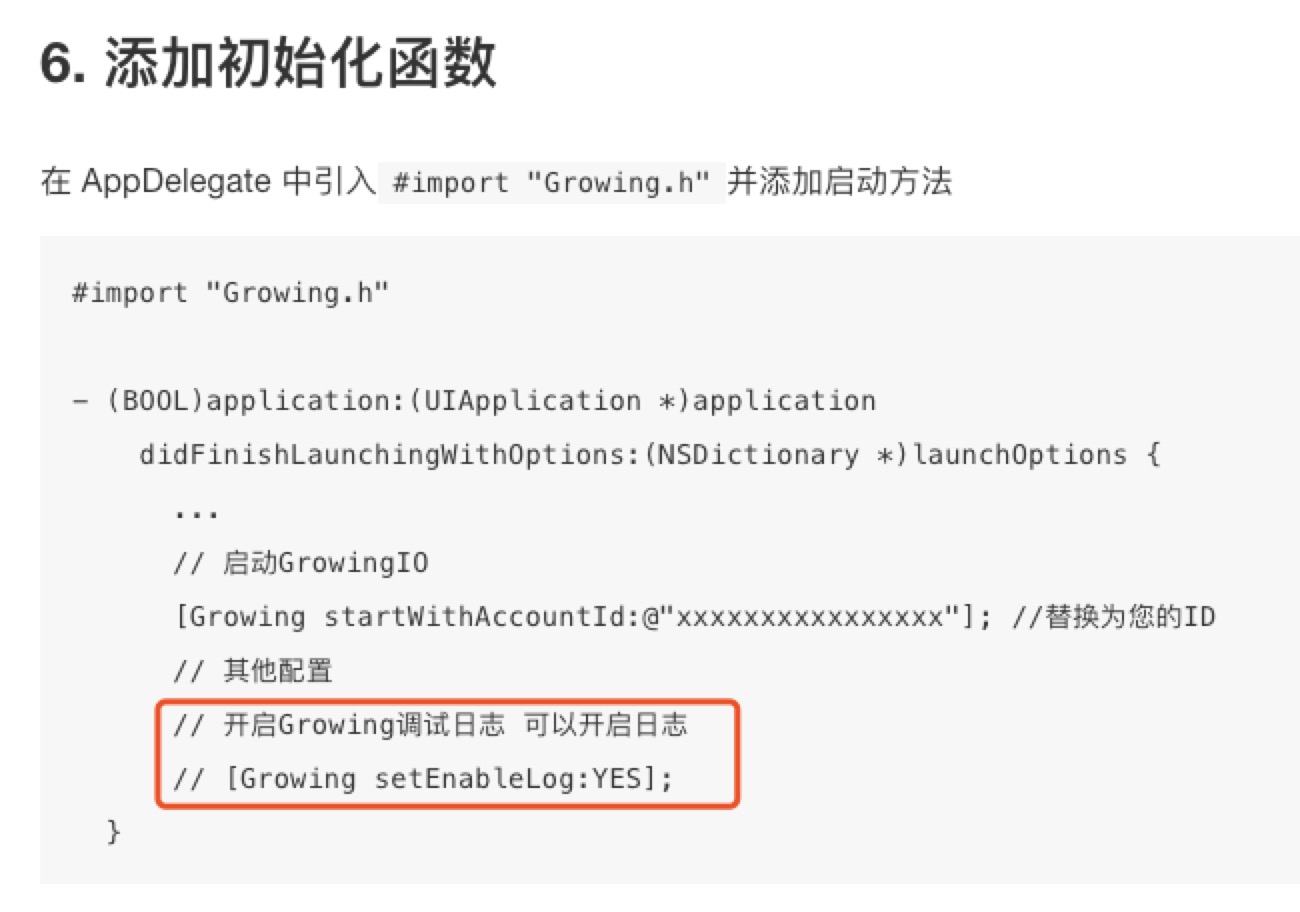 6. 添加初始化函数
在 AppDelegate 中引入 #import "Growing.h" 并添加启动方法
#import "Growing.h"
- (BOOL)application:(UIApplication *)application
didFinishLaunchingWithOptions:(NSDictionary *)launchOptions {
...
// 启动GrowingIO
[Growing startWithAccountId:@"xxxxxxxxxxxxxxxx"]; //替换为您的ID
// 其他配置
// 开启Growing调试日志 可以开启日志
// [Growing setEnableLog:YES];
}